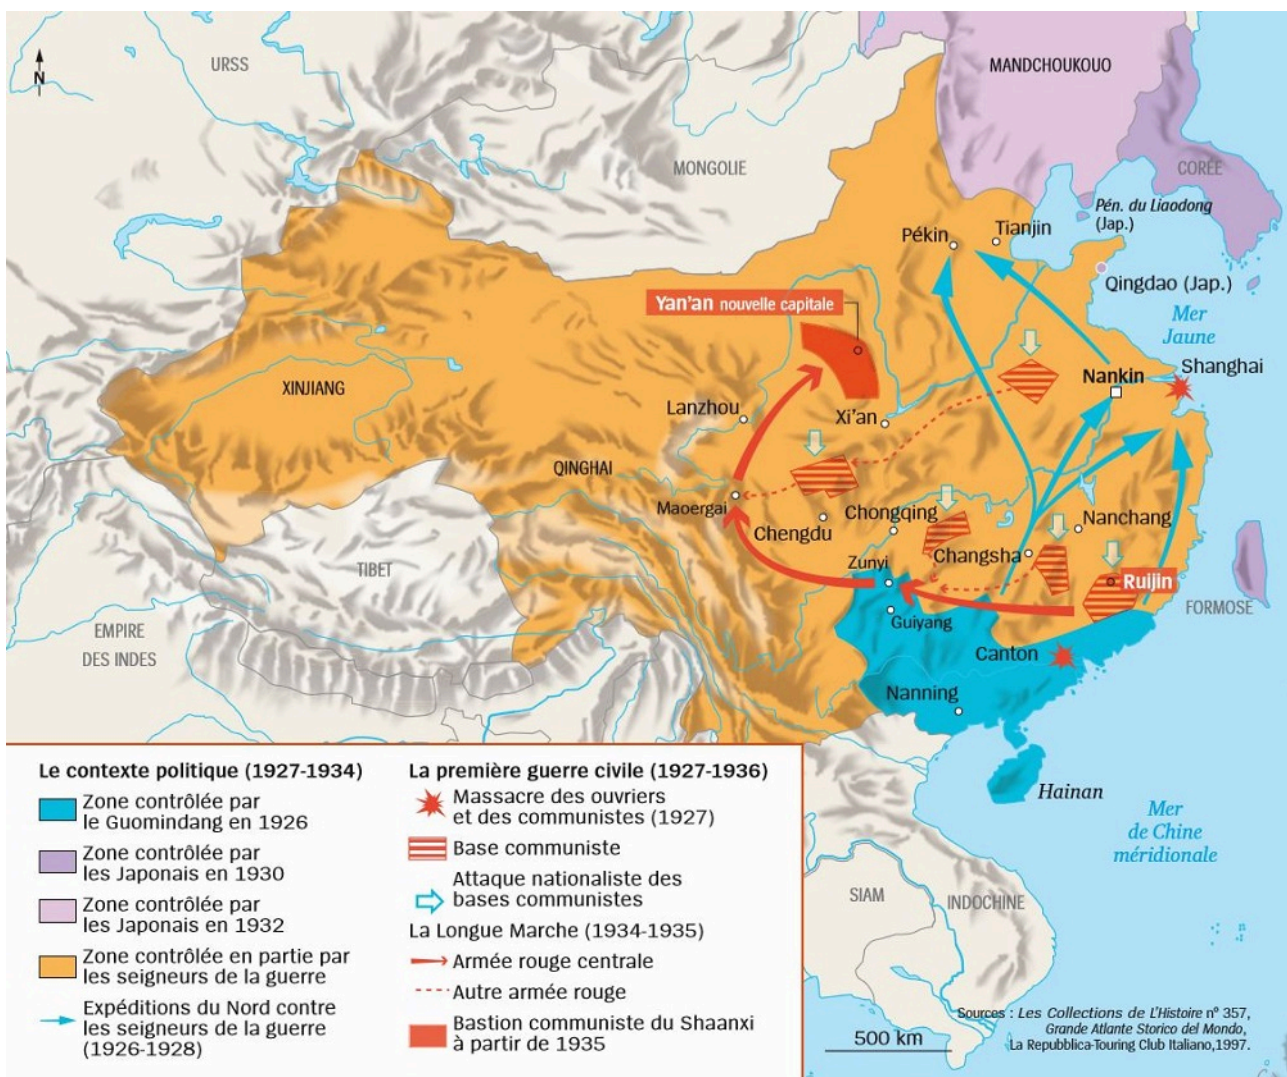 N
URSS
MONGOLIE
MANDCHOUKOUO
CORÉE
Pén. du Liaodong
(Jap.)
Pékin
Tianjin
Qingdao (Jap.)
Mer
Jaune
Yan'an nouvelle capitale
Shanghai
Nankin
XINJIANG
Lanzhou
Xi'an
QINGHAI
Maoergai
Chengdu
Chongqing
Nanchang
Changsha
Zunyi
Ruijin
TIBET
FORMOSE
Guiyang
EMPIRE
DES INDES
Canton
Nanning
Hainan
Mer
de Chine
méridionale
SIAM
INDOCHINE
Le contexte politique (1927-1934)
Zone contrôlée par
le Guomindang en 1926
Zone contrôlée par
les Japonais en 1930
Zone contrôlée par
les Japonais en 1932
Zone contrôlée en partie par
les seigneurs de la guerre
Expéditions du Nord contre
les seigneurs de la guerre
(1926-1928)
La première guerre civile (1927-1936)
Massacre des ouvriers
et des communistes (1927)
Base communiste
Attaque nationaliste des
bases communistes
La Longue Marche (1934-1935)
Armée rouge centrale
Autre armée rouge
Bastion communiste du Shaanxi
à partir de 1935
500 km
Sources : Les Collections de L'Histoire nº 357,
Grande Atlante Storico del Mondo,
La Repubblica-Touring Club Italiano,1997.